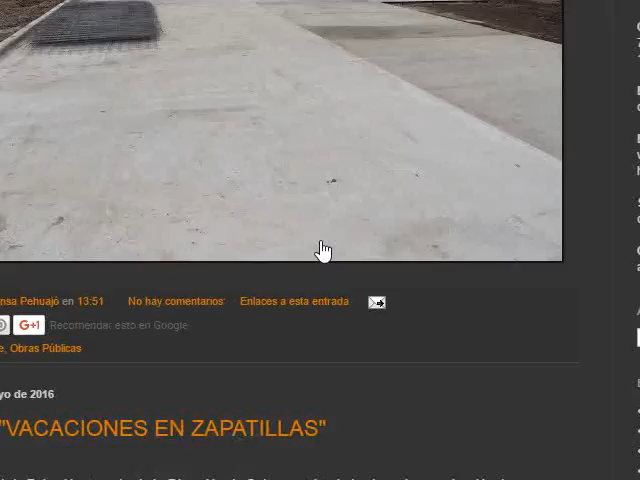 nsa Pehuajó en 13:51 No hay comentarios: Enlaces a esta entrada
G+1 Recomendar esto en Google
e, Obras Públicas
yo de 2016
"VACACIONES EN ZAPATILLAS"